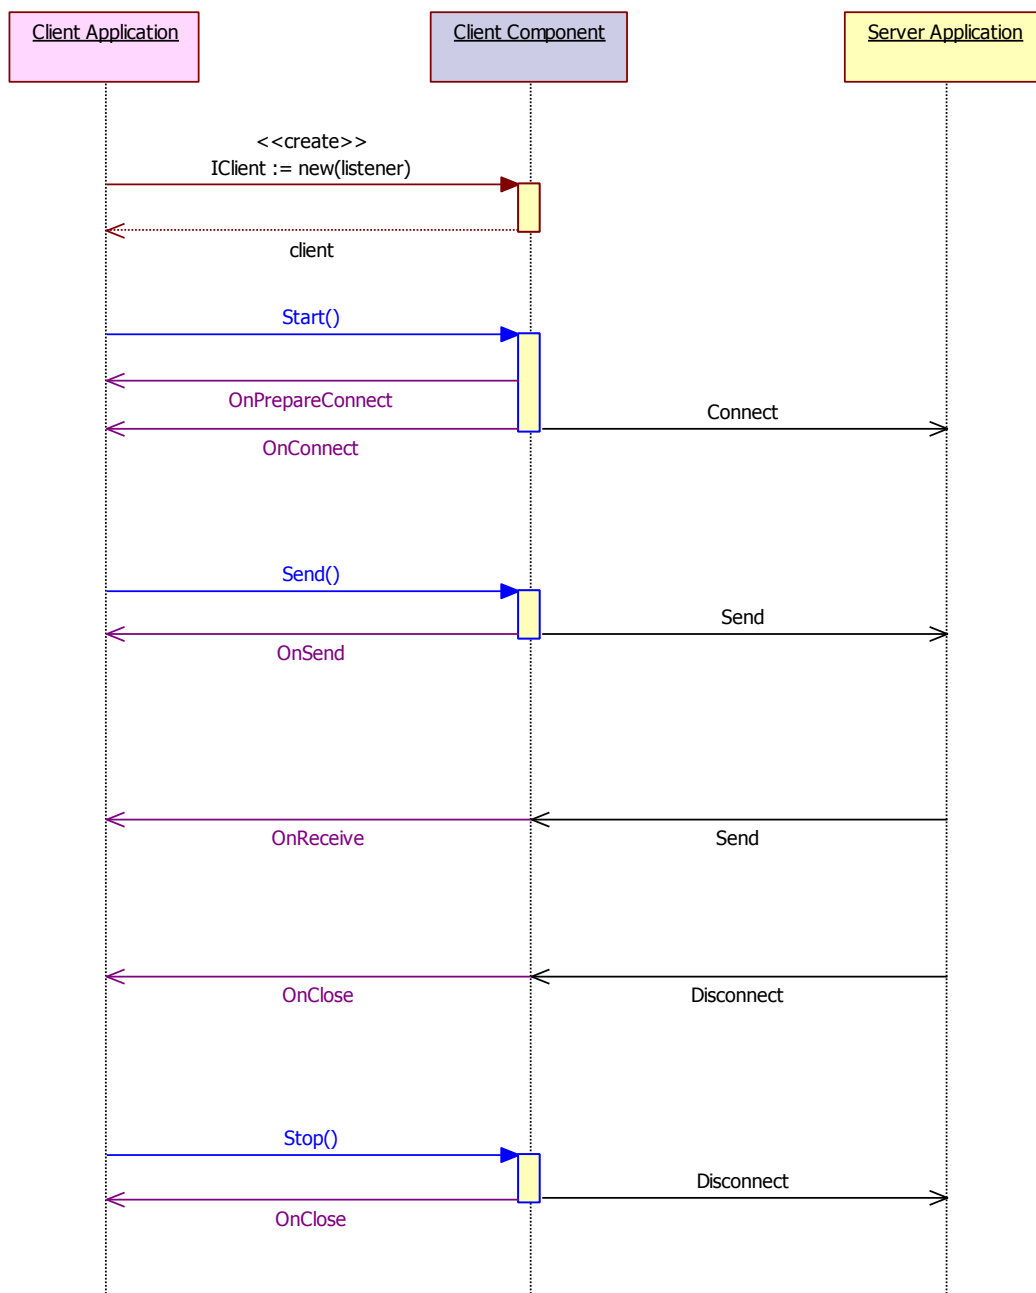 Client Application
Client Component
Server Application
<<create>>
IClient := new(listener)
client
Start()
OnPrepareConnect
Connect
OnConnect
Send()
Send
OnSend
OnReceive
Send
OnClose
Disconnect
Stop()
Disconnect
OnClose